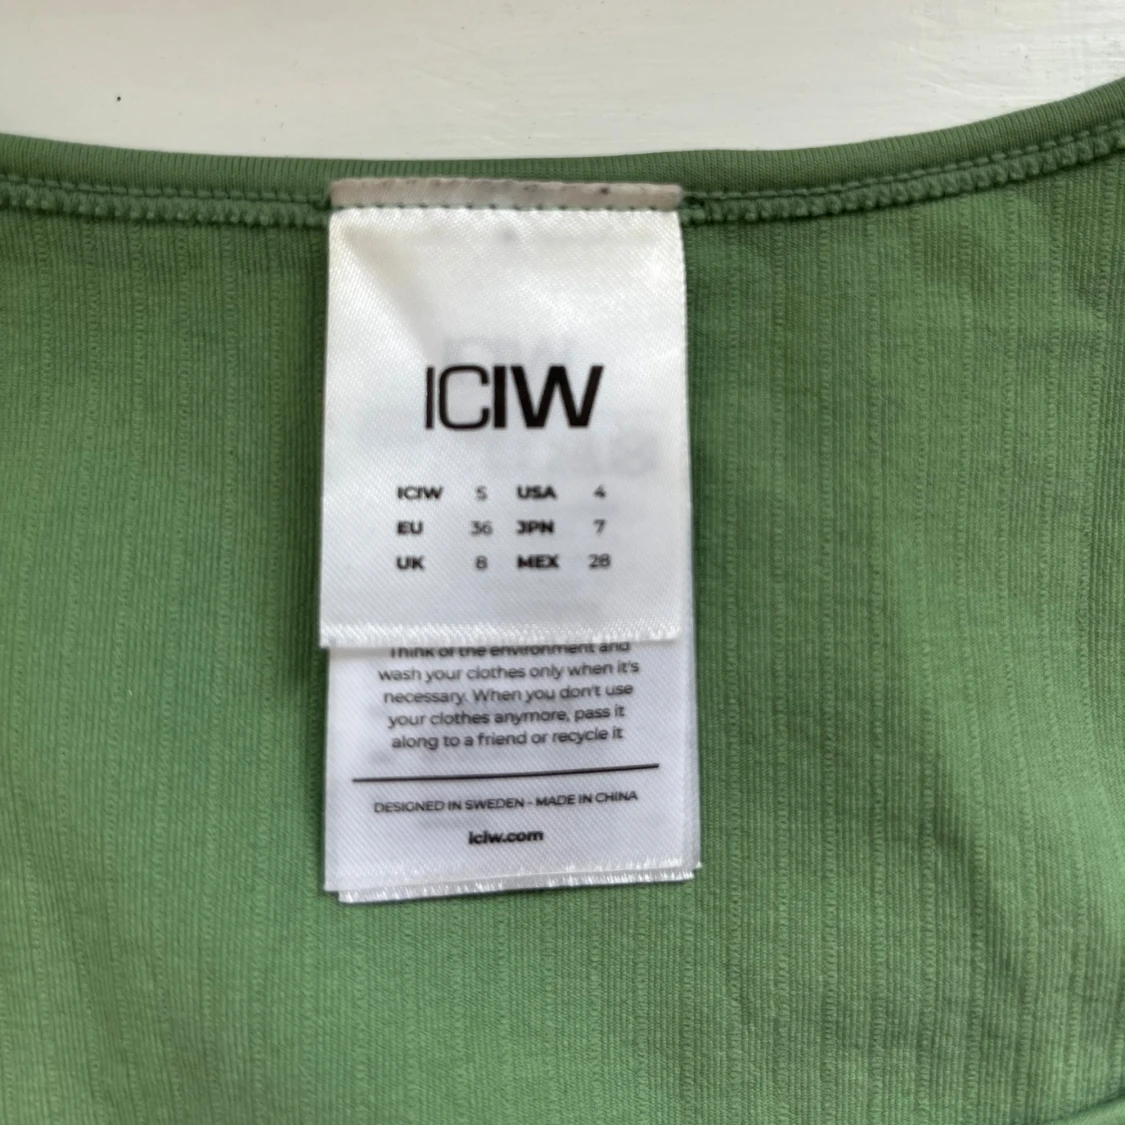 ICIW
ICIW S USA 4
EU 36 JPN 7
UK 8 MEX 28
Think of the environment and
wash your clothes only when it's
necessary. When you don't use
your clothes anymore, pass it
along to a friend or recycle it
DESIGNED IN SWEDEN - MADE IN CHINA
iciw.com